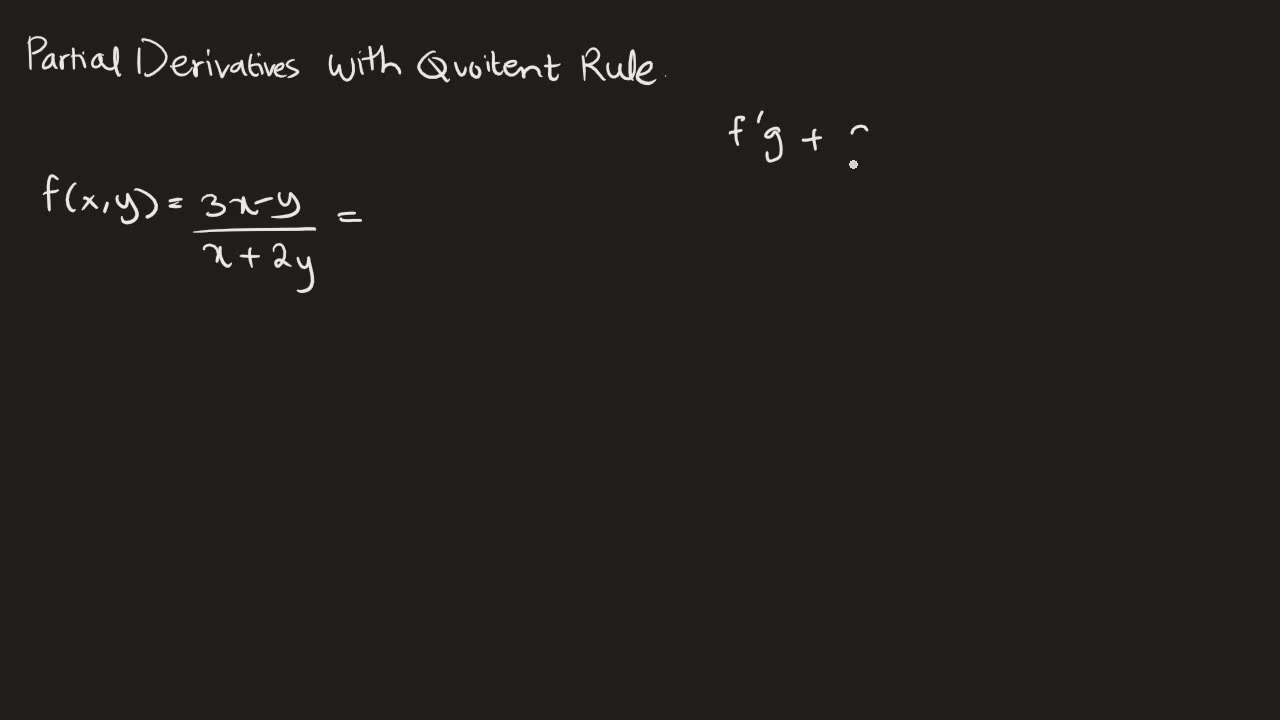 Partial Derivatives with Quoitent Rule.
f'g +
f(x,y) = 3x-y / x+2y =